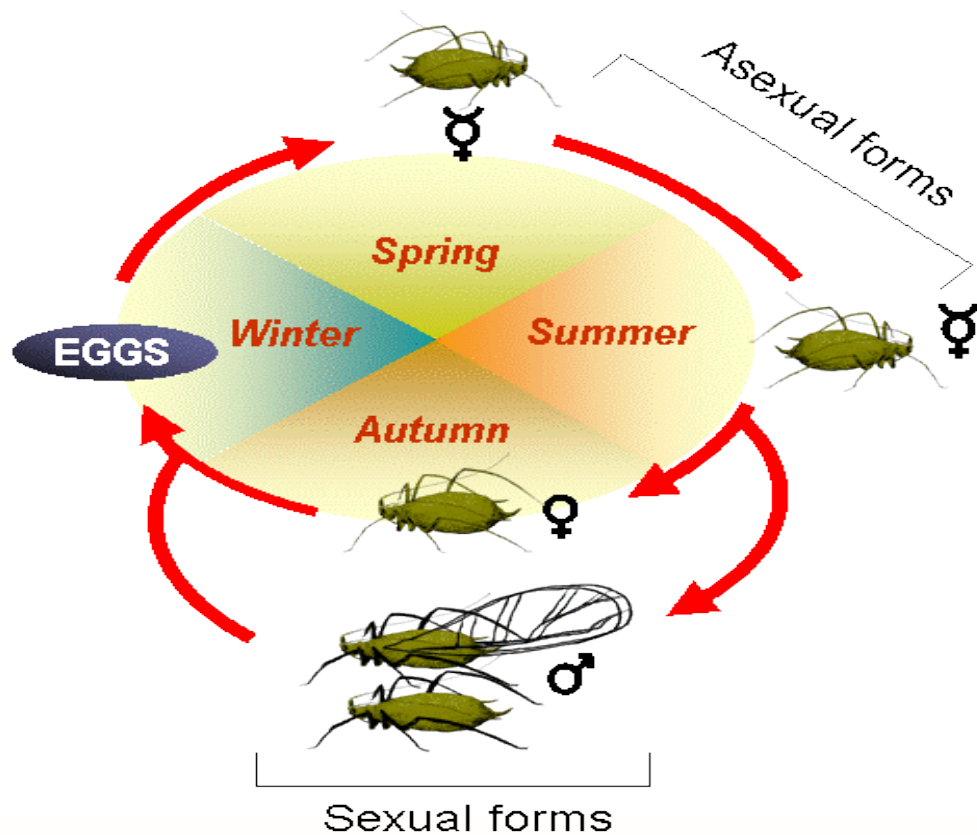 Asexual forms
Spring
Winter
Summer
EGGS
Autumn
Sexual forms